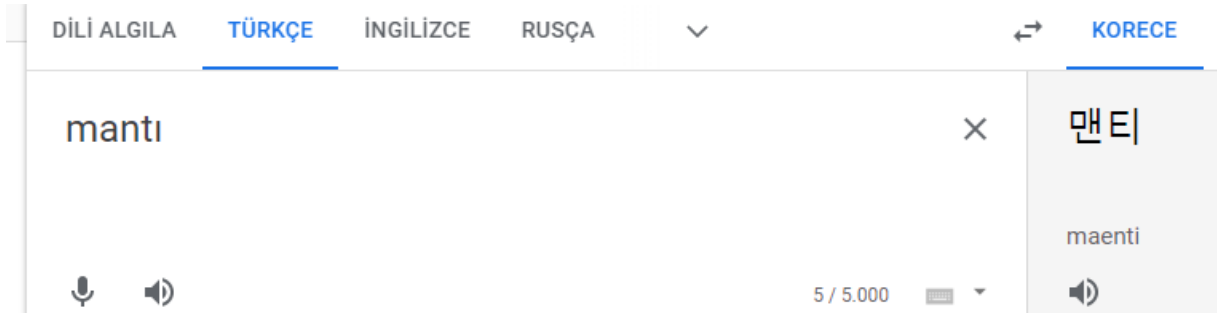 DİLİ ALGILA TÜRKÇE İNGİLİZCE RUSÇA KORECE
mantı 맨티
maenti
5 / 5.000